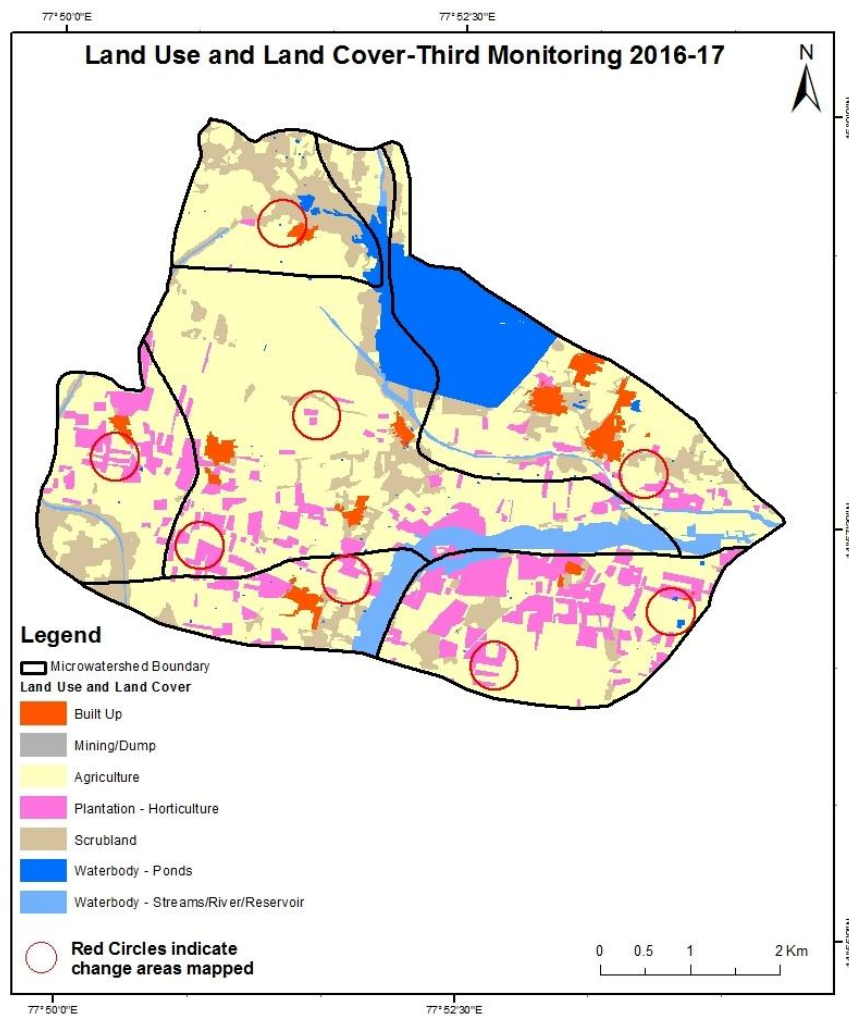 77°50'0"E 77°52'30"E
Land Use and Land Cover-Third Monitoring 2016-17
N
Legend
Microwatershed Boundary
Land Use and Land Cover
Built Up
Mining/Dump
Agriculture
Plantation - Horticulture
Scrubland
Waterbody - Ponds
Waterbody - Streams/River/Reservoir
Red Circles indicate
change areas mapped
0 0.5 1 2 Km
77°50'0"E 77°52'30"E